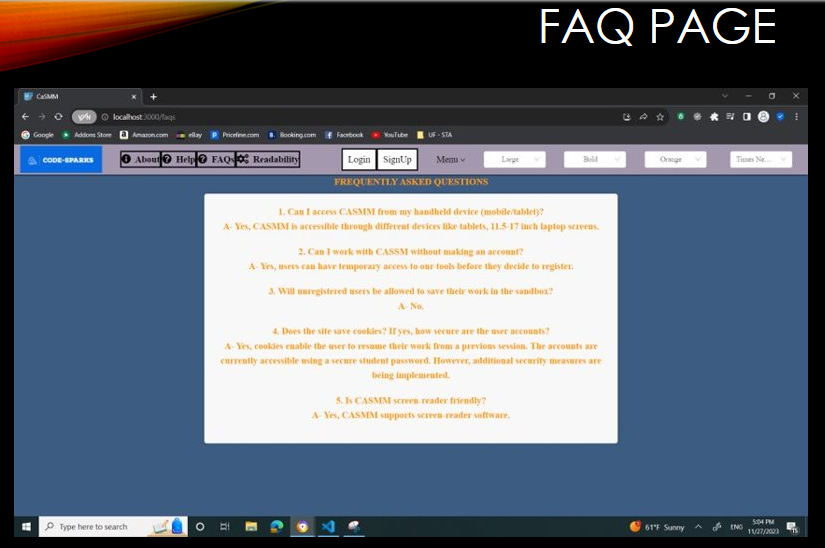 FAQ PAGE
CaSMM
localhost:3000/faqs
Google Addons Store Amazon.com eBay Priceline.com Booking.com Facebook YouTube UF - STA
CODE-SPARKS About Help FAQs Readability Login SignUp Menu Large Bold Orange Times Ne...
FREQUENTLY ASKED QUESTIONS
1. Can I access CASMM from my handheld device (mobile/tablet)?
A- Yes, CASMM is accessible through different devices like tablets, 11.5-17 inch laptop screens.
2. Can I work with CASSM without making an account?
A- Yes, users can have temporary access to our tools before they decide to register.
3. Will unregistered users be allowed to save their work in the sandbox?
A- No.
4. Does the site save cookies? If yes, how secure are the user accounts?
A- Yes, cookies enable the user to resume their work from a previous session. The accounts are
currently accessible using a secure student password. However, additional security measures are
being implemented.
5. Is CASMM screen-reader friendly?
A- Yes, CASMM supports screen-reader software.
Type here to search
61°F Sunny
ENG
5:04 PM
11/27/2023